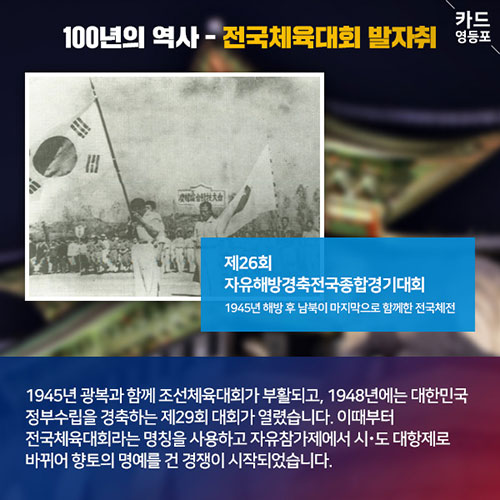 카드
영등포
100년의 역사 - 전국체육대회 발자취
제26회
자유해방경축전국종합경기대회
1945년 해방 후 남북이 마지막으로 함께한 전국체전
1945년 광복과 함께 조선체육대회가 부활되고, 1948년에는 대한민국
정부수립을 경축하는 제29회 대회가 열렸습니다. 이때부터
전국체육대회라는 명칭을 사용하고 자유참가제에서 시·도 대항제로
바뀌어 향토의 명예를 건 경쟁이 시작되었습니다.